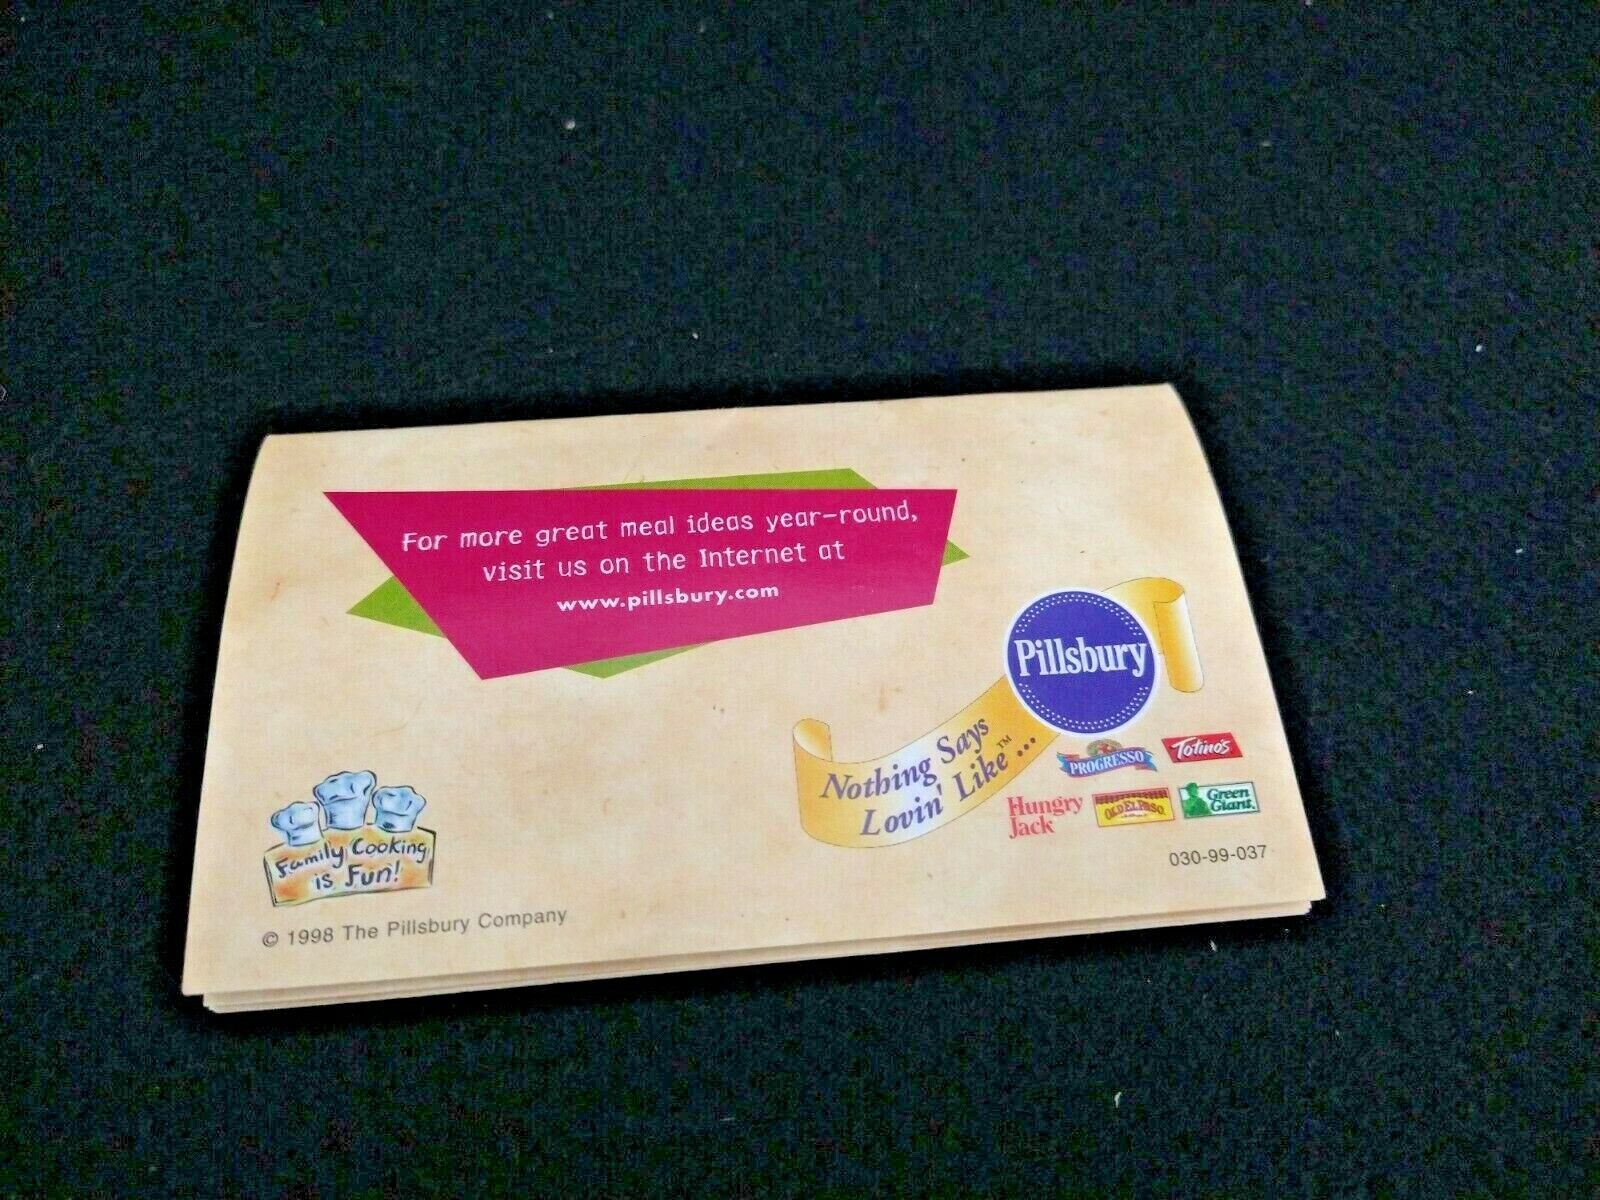 For more great meal ideas year-round,
visit us on the Internet at
www.pillsbury.com
Pillsbury
Nothing Says
Lovin' Like™...
PROGRESSO
Totino's
Hungry
Jack
OLD EL PASO
Green
Giant.
030-99-037
Family Cooking
is Fun!
© 1998 The Pillsbury Company